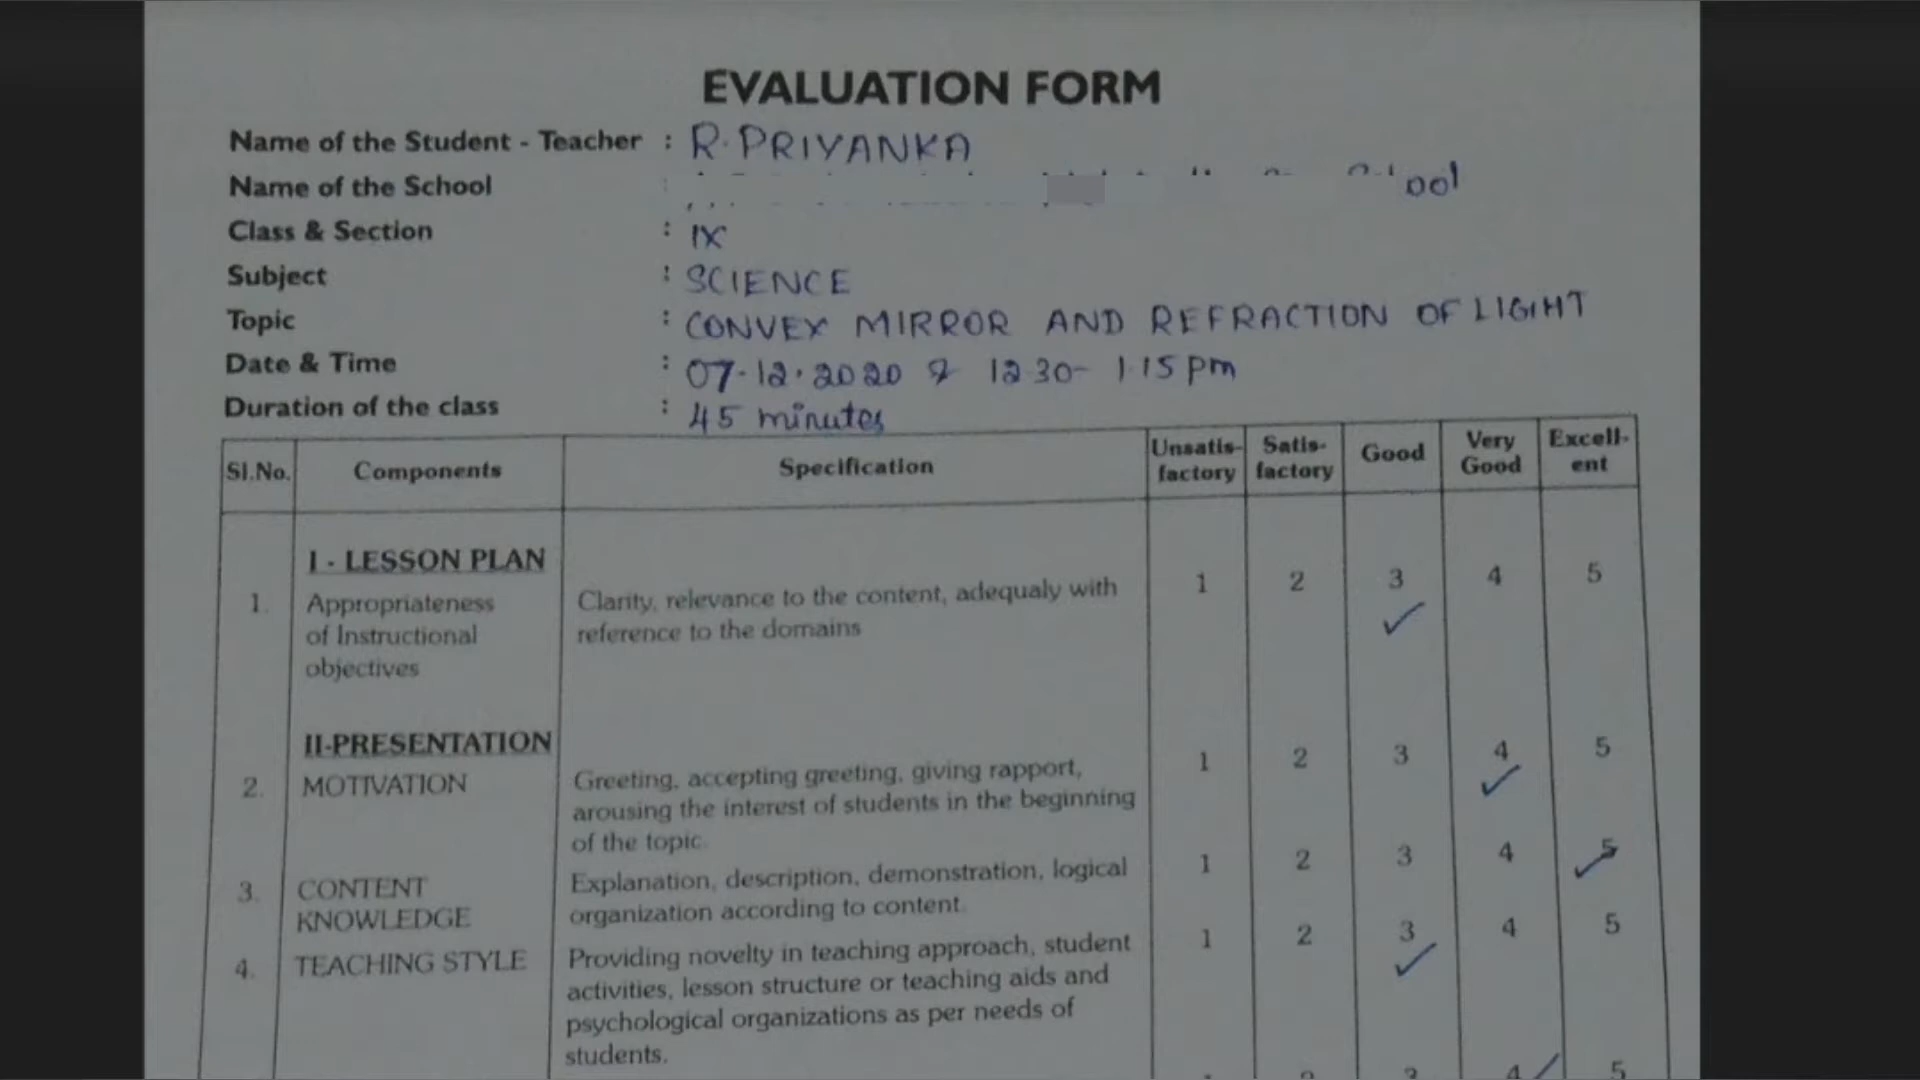 EVALUATION FORM
Name of the Student - Teacher : R. PRIYANKA
Name of the School :
Class & Section : IX
Subject : SCIENCE
Topic : CONVEX MIRROR AND REFRACTION OF LIGHT
Date & Time : 07.12.2020 & 12 30- 1.15 pm
Duration of the class : 45 minutes
Sl.No. Components Specification Unsatis-factory Satis-factory Good Very Good Excell-ent
I - LESSON PLAN
1. Appropriateness Clarity, relevance to the content, adequaly with 1 2 3 4 5
of Instructional reference to the domains ✓
objectives
II-PRESENTATION
2. MOTIVATION Greeting, accepting greeting, giving rapport, 1 2 3 4 5
arousing the interest of students in the beginning ✓
of the topic.
3. CONTENT Explanation, description, demonstration, logical 1 2 3 4 5 ✓
KNOWLEDGE organization according to content.
4. TEACHING STYLE Providing novelty in teaching approach, student 1 2 3 4 5
activities, lesson structure or teaching aids and ✓
psychological organizations as per needs of
students.
2 3 4 5